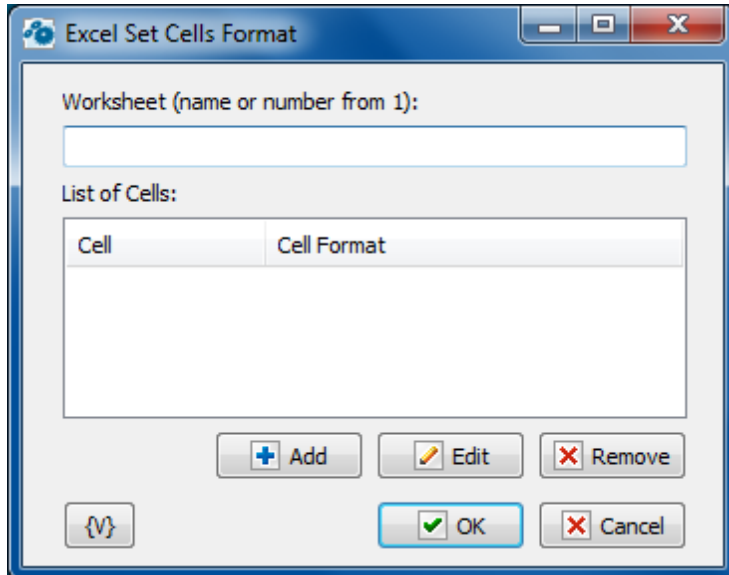 Excel Set Cells Format
Worksheet (name or number from 1):
List of Cells:
Cell Cell Format
Add Edit Remove
{V} OK Cancel